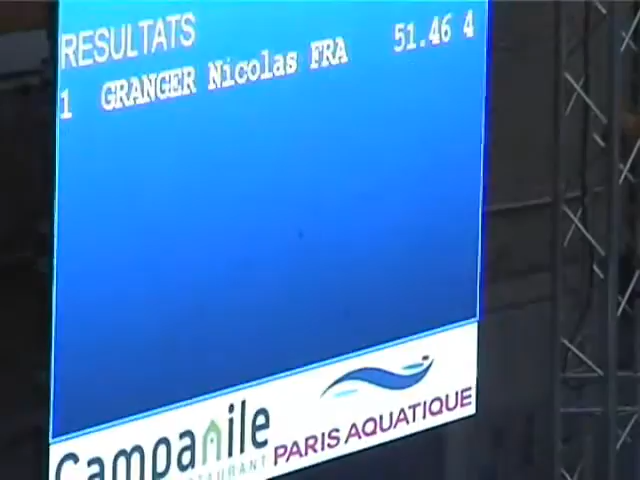 RESULTATS
1 GRANGER Nicolas FRA 51.46 4
Campanile
PARIS AQUATIQUE